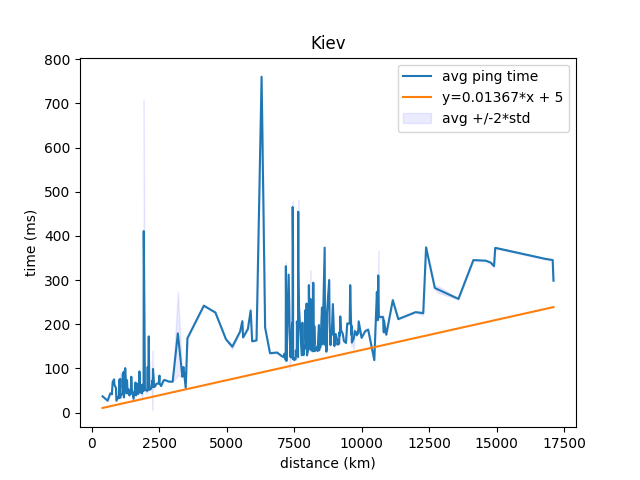 Kiev
avg ping time
y=0.01367*x + 5
avg +/-2*std
800
700
600
500
400
300
200
100
0
time (ms)
0 2500 5000 7500 10000 12500 15000 17500
distance (km)